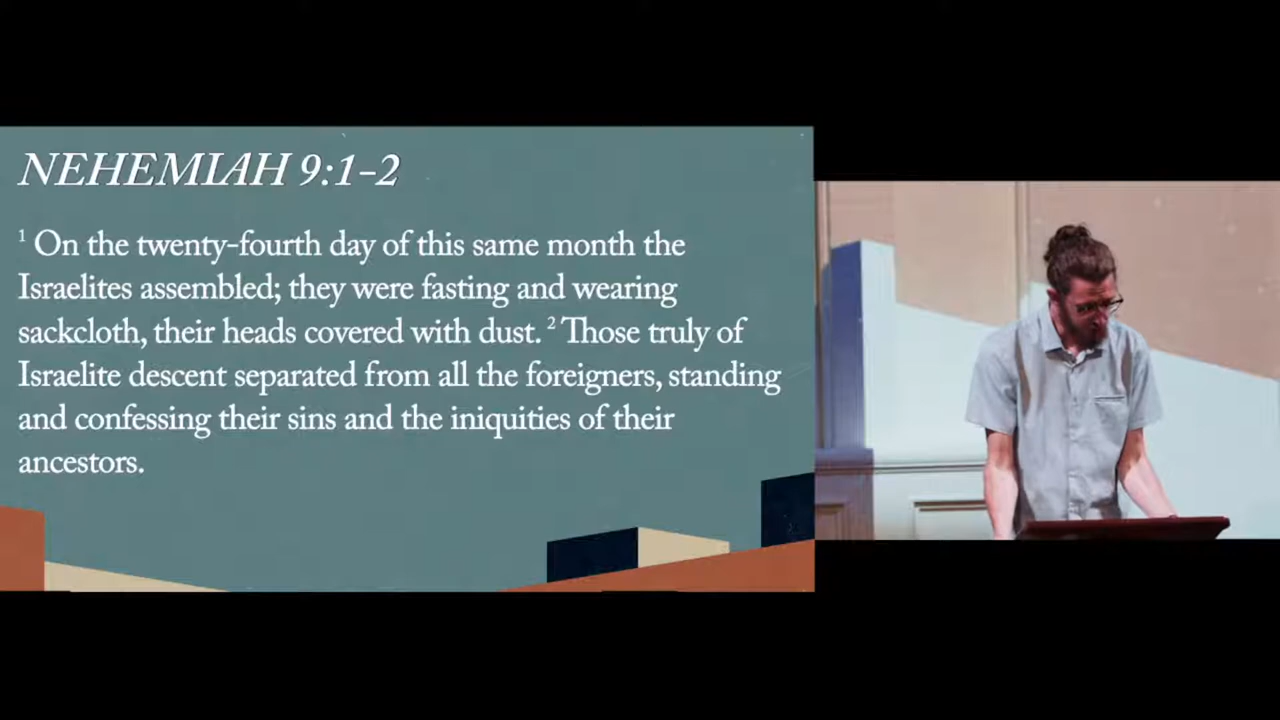 NEHEMIAH 9:1-2
¹ On the twenty-fourth day of this same month the
Israelites assembled; they were fasting and wearing
sackcloth, their heads covered with dust. ² Those truly of
Israelite descent separated from all the foreigners, standing
and confessing their sins and the iniquities of their
ancestors.